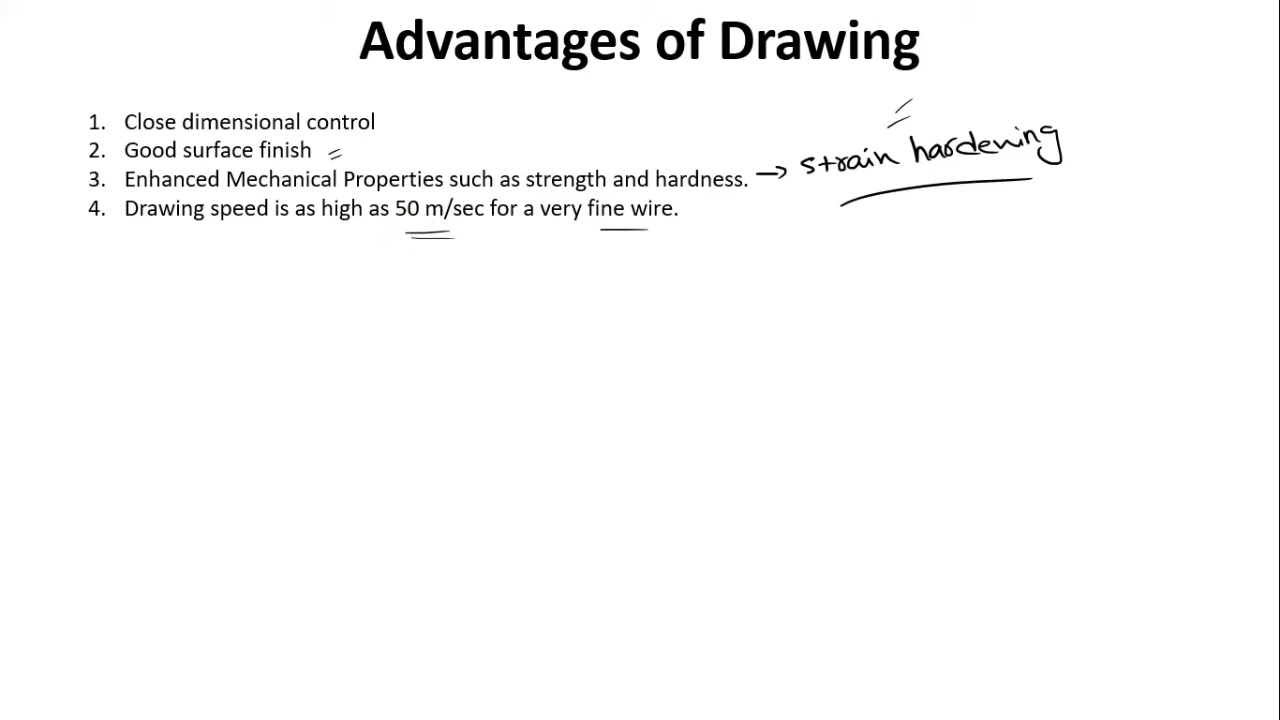 Advantages of Drawing
1. Close dimensional control
2. Good surface finish
3. Enhanced Mechanical Properties such as strength and hardness. → strain hardening
4. Drawing speed is as high as 50 m/sec for a very fine wire.